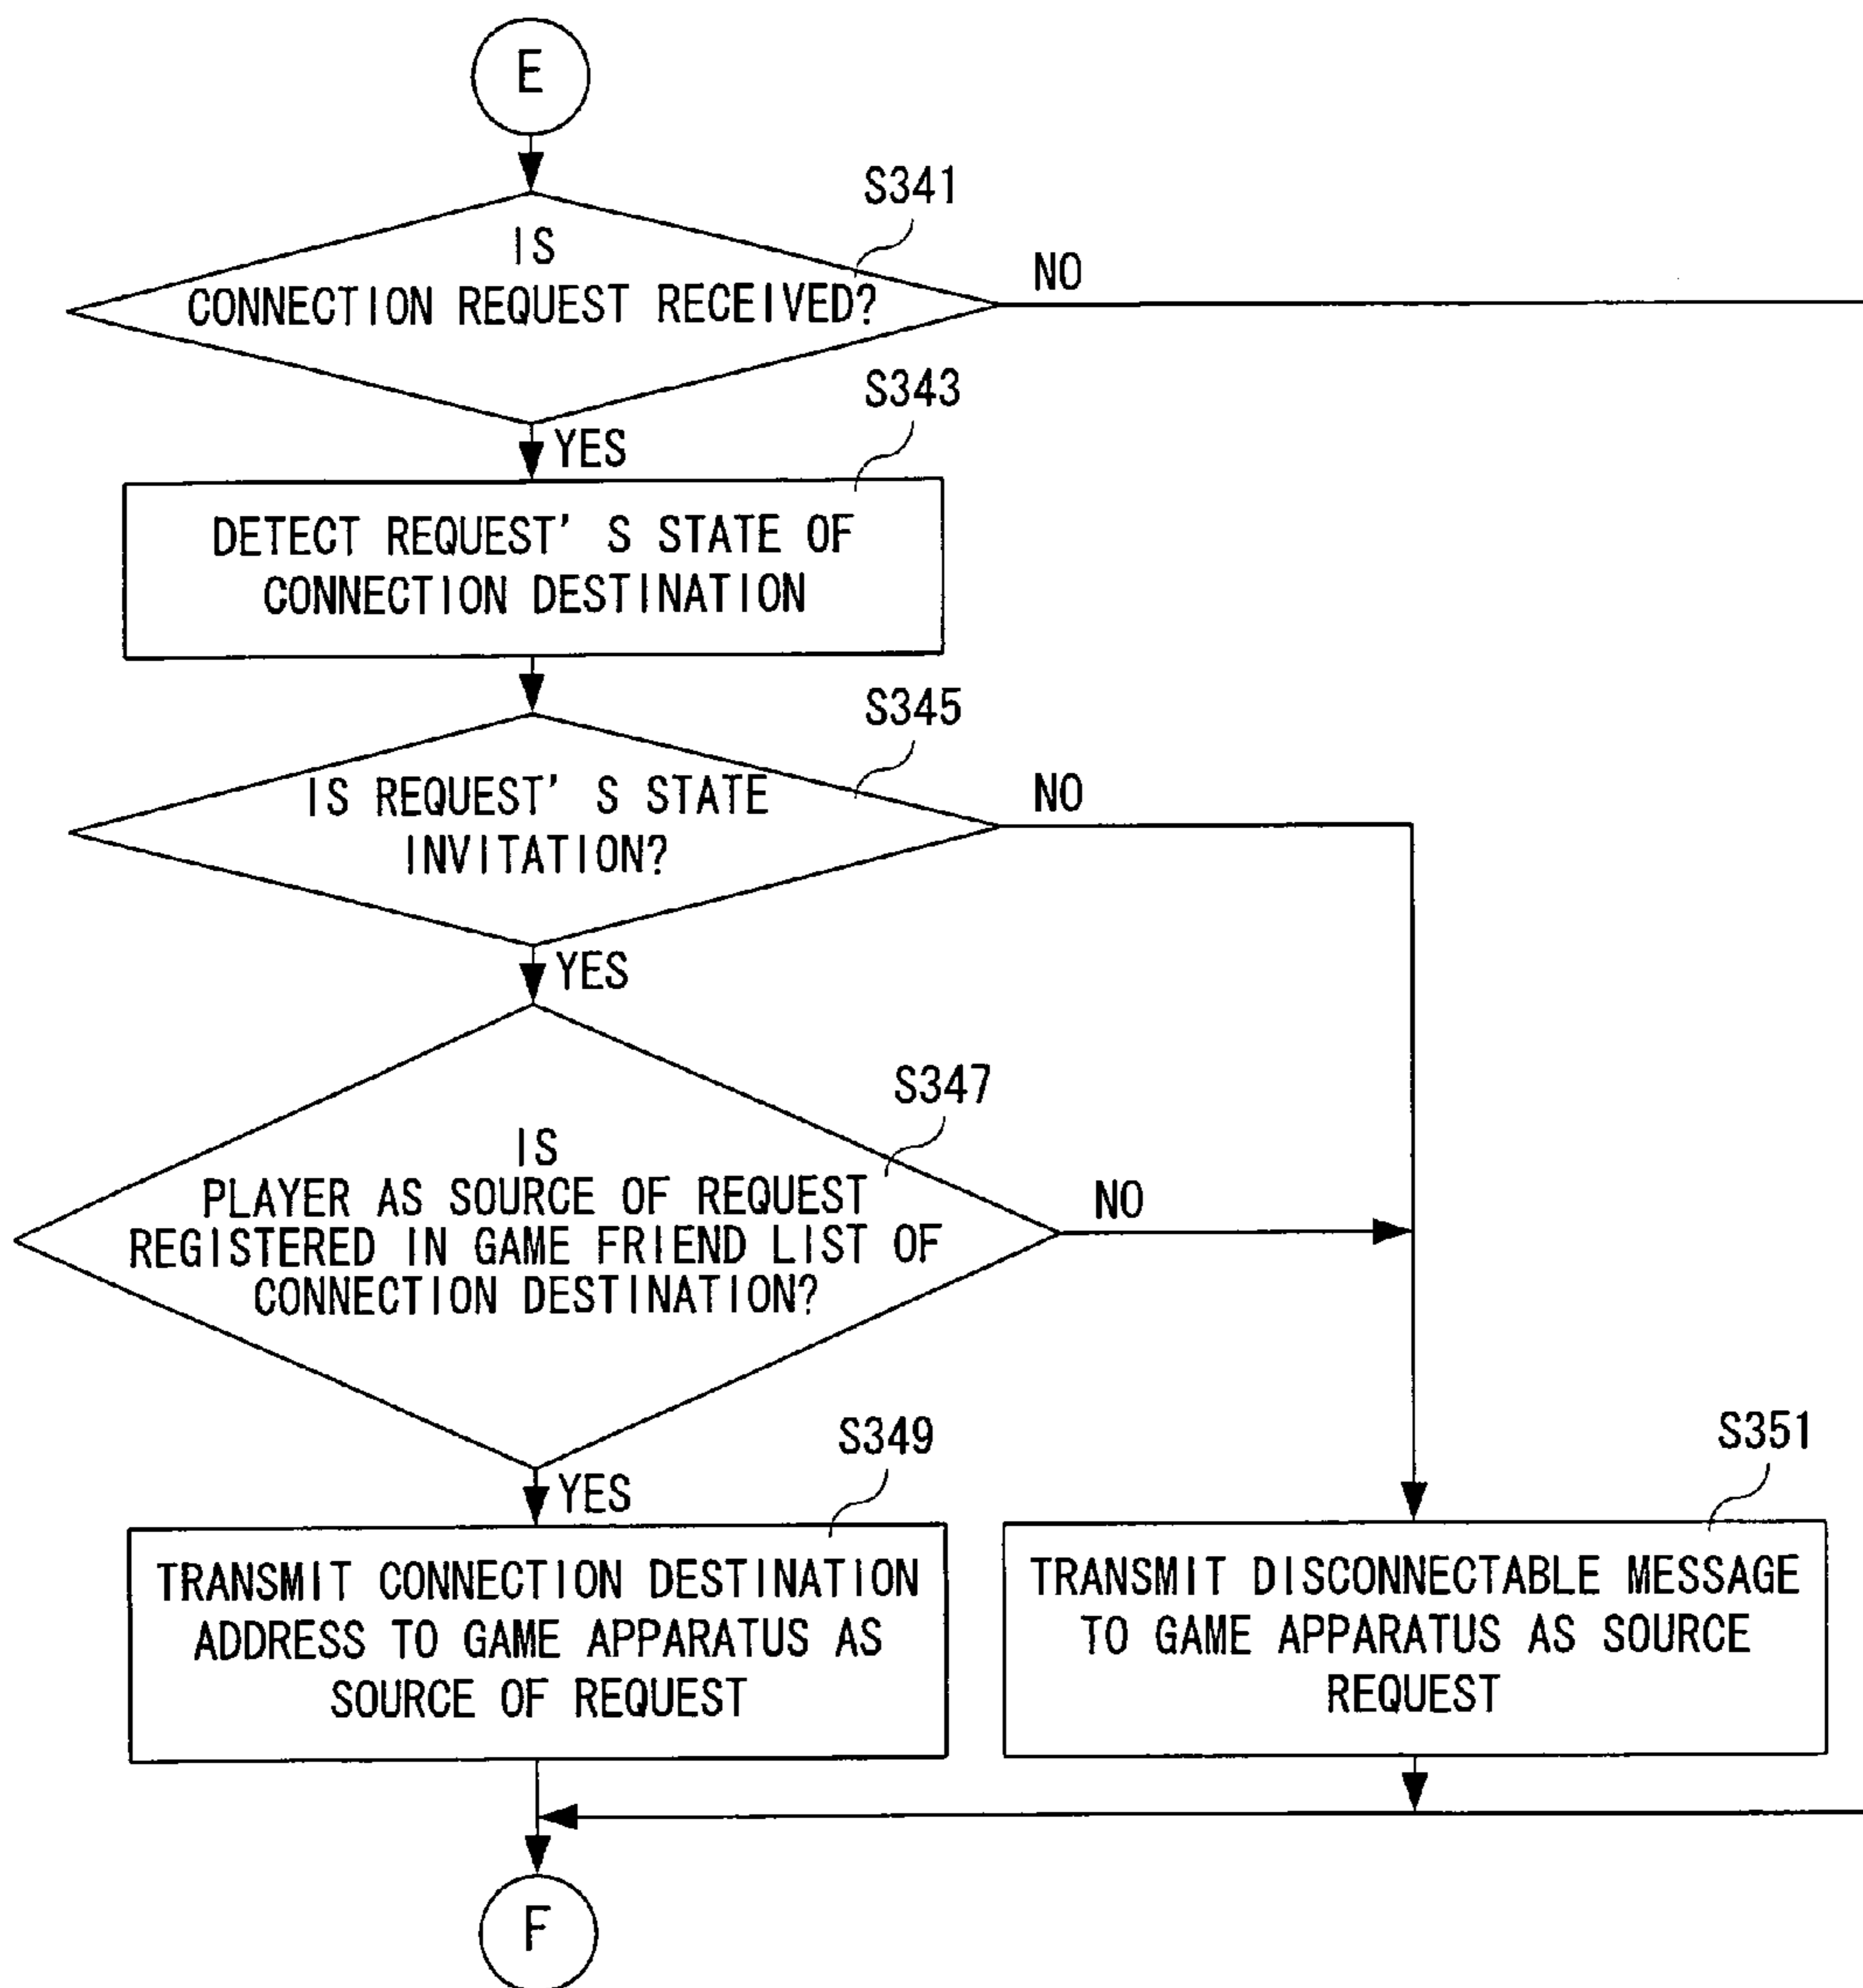 E
S341
IS
CONNECTION REQUEST RECEIVED?
NO
YES
S343
DETECT REQUEST' S STATE OF
CONNECTION DESTINATION
S345
IS REQUEST' S STATE
INVITATION?
NO
YES
S347
IS
PLAYER AS SOURCE OF REQUEST
REGISTERED IN GAME FRIEND LIST OF
CONNECTION DESTINATION?
NO
YES
S349
TRANSMIT CONNECTION DESTINATION
ADDRESS TO GAME APPARATUS AS
SOURCE OF REQUEST
S351
TRANSMIT DISCONNECTABLE MESSAGE
TO GAME APPARATUS AS SOURCE
REQUEST
F